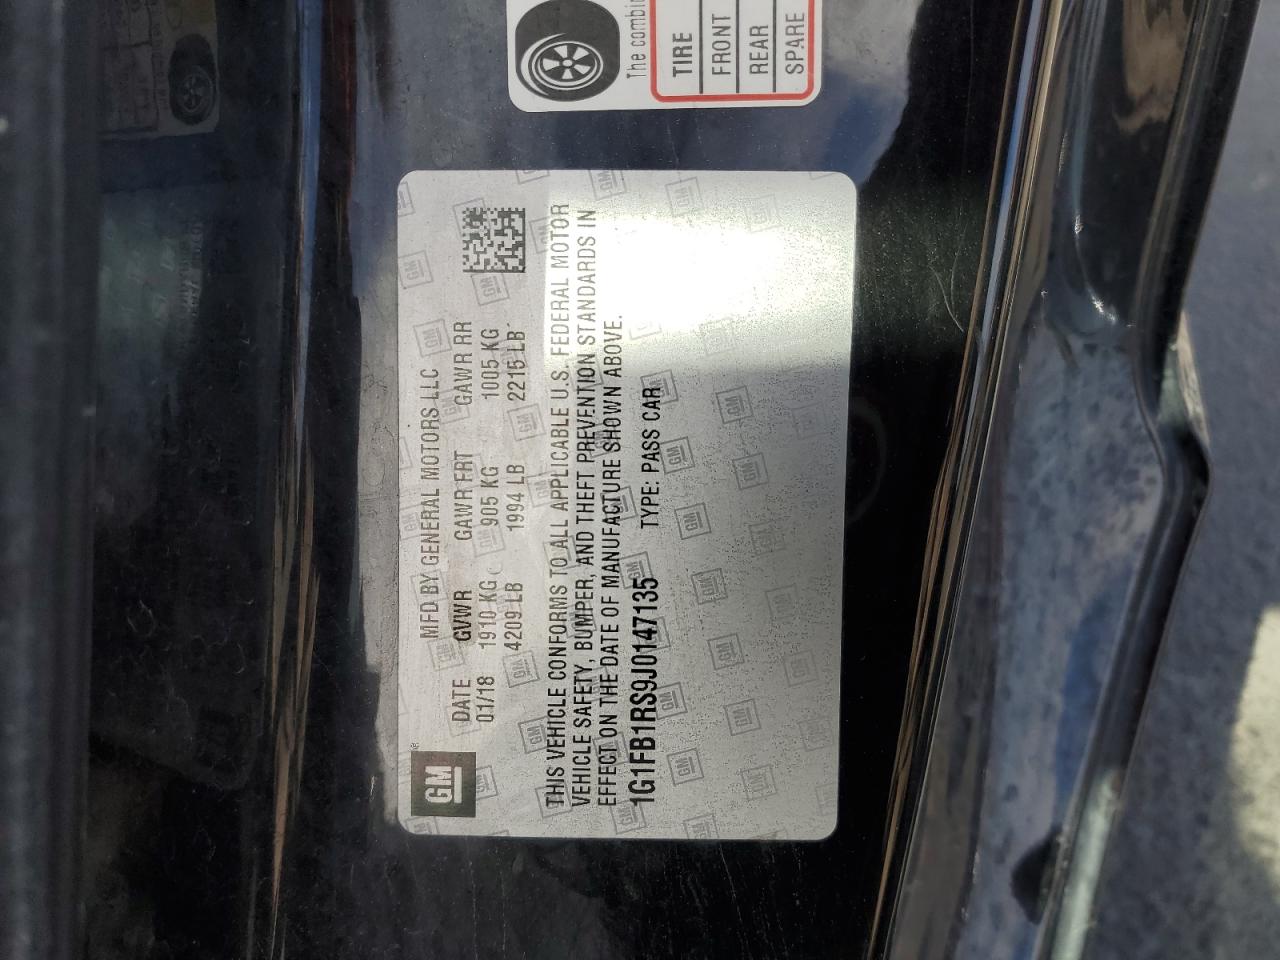 GM
MFD BY GENERAL MOTORS LLC
DATE GVWR GAWR FRT GAWR RR
01/18 1910 KG 905 KG 1005 KG
4209 LB 1994 LB 2215 LB
THIS VEHICLE CONFORMS TO ALL APPLICABLE U.S. FEDERAL MOTOR
VEHICLE SAFETY, BUMPER, AND THEFT PREVENTION STANDARDS IN
EFFECT ON THE DATE OF MANUFACTURE SHOWN ABOVE.
1G1FB1RS9J0147135 TYPE: PASS CAR
The
TIRE
FRONT
REAR
SPARE